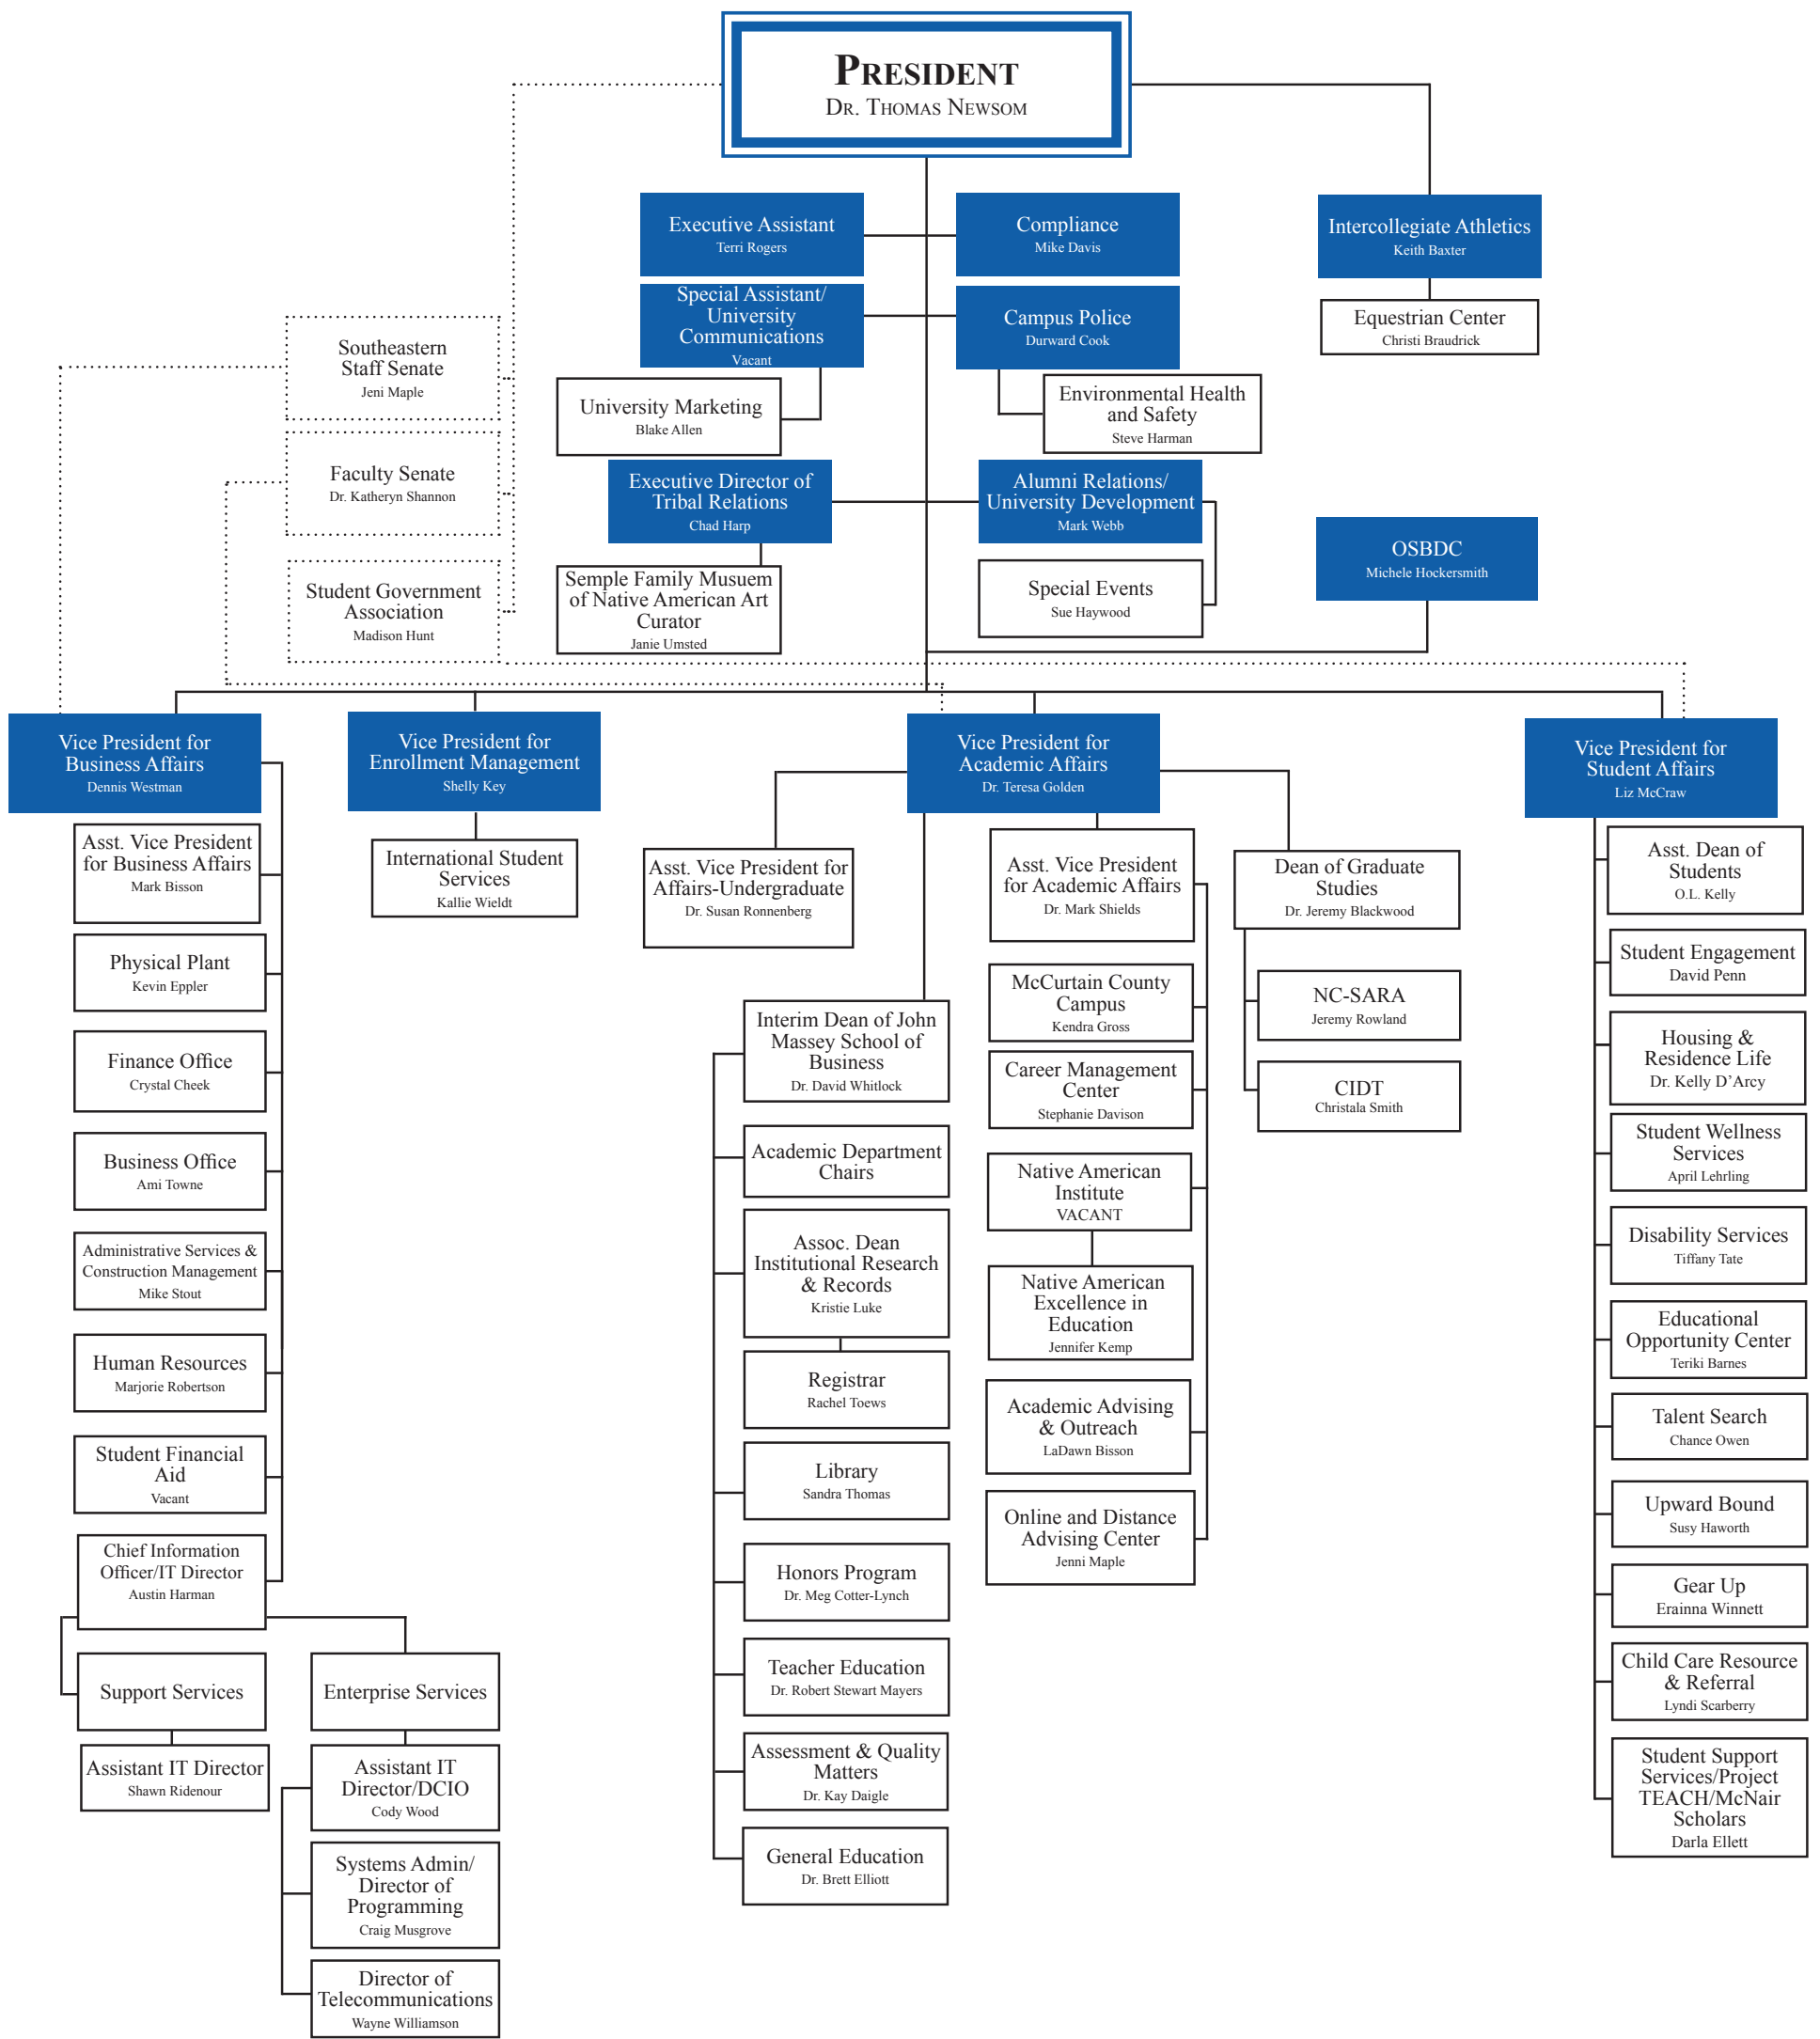 PRESIDENT
DR. THOMAS NEWSOM
Executive Assistant
Terri Rogers
Compliance
Mike Davis
Intercollegiate Athletics
Keith Baxter
Special Assistant/
University
Communications
Vacant
Campus Police
Durward Cook
Equestrian Center
Christi Braudrick
Southeastern
Staff Senate
Jeni Maple
University Marketing
Blake Allen
Environmental Health
and Safety
Steve Harman
Faculty Senate
Dr. Katheryn Shannon
Executive Director of
Tribal Relations
Chad Harp
Alumni Relations/
University Development
Mark Webb
OSBDC
Michele Hockersmith
Student Government
Association
Madison Hunt
Semple Family Musuem
of Native American Art
Curator
Janie Umsted
Special Events
Sue Haywood
Vice President for
Business Affairs
Dennis Westman
Vice President for
Enrollment Management
Shelly Key
Vice President for
Academic Affairs
Dr. Teresa Golden
Vice President for
Student Affairs
Liz McCraw
Asst. Vice President
for Business Affairs
Mark Bisson
Physical Plant
Kevin Eppler
Finance Office
Crystal Cheek
Business Office
Ami Towne
Administrative Services &
Construction Management
Mike Stout
Human Resources
Marjorie Robertson
Student Financial
Aid
Vacant
Chief Information
Officer/IT Director
Austin Harman
Support Services
Assistant IT Director
Shawn Ridenour
Enterprise Services
Assistant IT
Director/DCIO
Cody Wood
Systems Admin/
Director of
Programming
Craig Musgrove
Director of
Telecommunications
Wayne Williamson
International Student
Services
Kallie Wieldt
Asst. Vice President for
Affairs-Undergraduate
Dr. Susan Ronnenberg
Interim Dean of John
Massey School of
Business
Dr. David Whitlock
Academic Department
Chairs
Assoc. Dean
Institutional Research
& Records
Kristie Luke
Registrar
Rachel Toews
Library
Sandra Thomas
Honors Program
Dr. Meg Cotter-Lynch
Teacher Education
Dr. Robert Stewart Mayers
Assessment & Quality
Matters
Dr. Kay Daigle
General Education
Dr. Brett Elliott
Asst. Vice President
for Academic Affairs
Dr. Mark Shields
McCurtain County
Campus
Kendra Gross
Career Management
Center
Stephanie Davison
Native American
Institute
VACANT
Native American
Excellence in
Education
Jennifer Kemp
Academic Advising
& Outreach
LaDawn Bisson
Online and Distance
Advising Center
Jenni Maple
Dean of Graduate
Studies
Dr. Jeremy Blackwood
NC-SARA
Jeremy Rowland
CIDT
Christala Smith
Asst. Dean of
Students
O.L. Kelly
Student Engagement
David Penn
Housing &
Residence Life
Dr. Kelly D’Arcy
Student Wellness
Services
April Lehrling
Disability Services
Tiffany Tate
Educational
Opportunity Center
Teriki Barnes
Talent Search
Chance Owen
Upward Bound
Susy Haworth
Gear Up
Erainna Winnett
Child Care Resource
& Referral
Lyndi Scarberry
Student Support
Services/Project
TEACH/McNair
Scholars
Darla Ellett